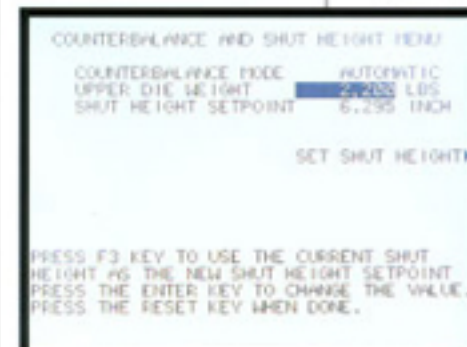 COUNTERBALANCE AND SHUT HEIGHT MENU
COUNTERBALANCE MODE AUTOMATIC
UPPER DIE WEIGHT 2,200 LBS
SHUT HEIGHT SETPOINT 6.295 INCH
SET SHUT HEIGHT
PRESS F3 KEY TO USE THE CURRENT SHUT
HEIGHT AS THE NEW SHUT HEIGHT SETPOINT
PRESS THE ENTER KEY TO CHANGE THE VALUE.
PRESS THE RESET KEY WHEN DONE.